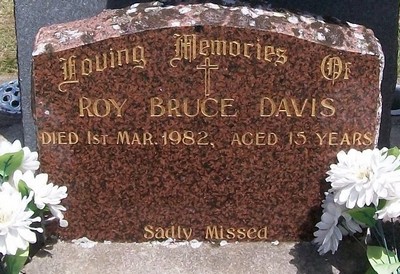 Loving Memories Of
ROY BRUCE DAVIS
DIED 1ST MAR. 1982, AGED 15 YEARS
Sadly Missed